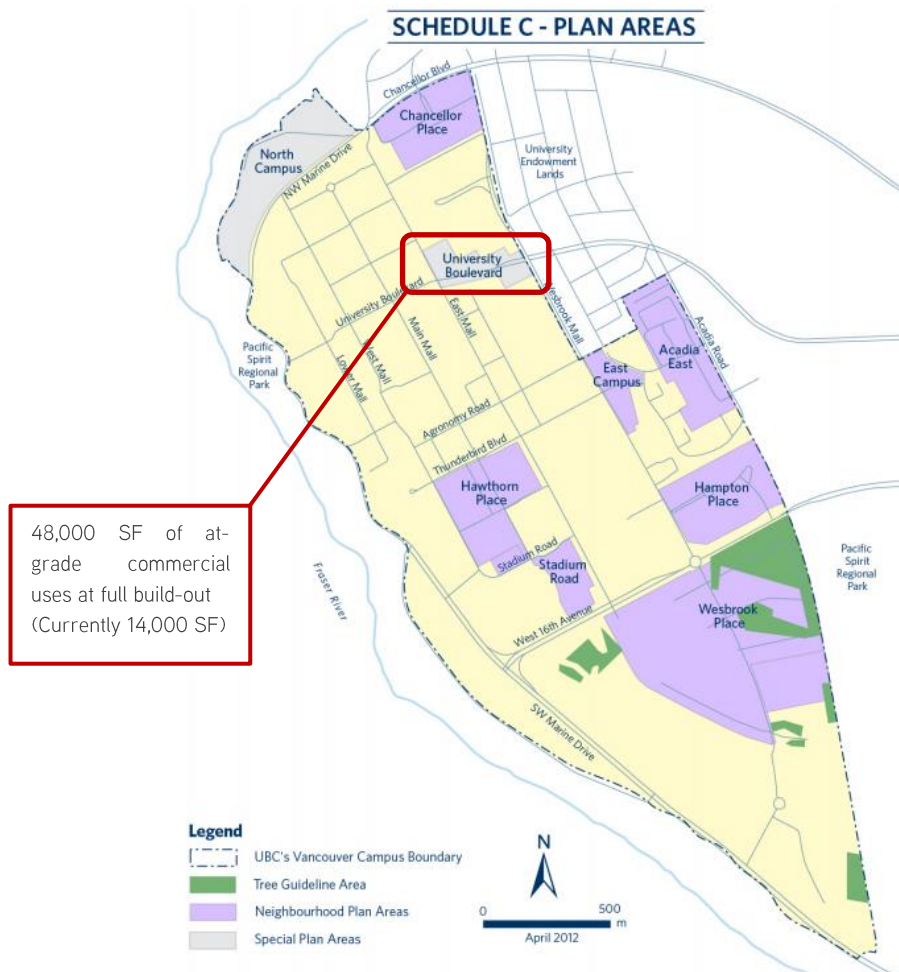 SCHEDULE C - PLAN AREAS
Chancellor Blvd
Chancellor
Place
North
Campus
NW Marine Drive
University
Endowment
Lands
University
Boulevard
University Boulevard
Wesbrook Mall
East Mall
Main Mall
West Mall
Lower Mall
Pacific
Spirit
Regional
Park
Acadia Road
Acadia
East
East
Campus
Agronomy Road
Thunderbird Blvd
Hawthorn
Place
Hampton
Place
Stadium Road
Stadium
Road
48,000 SF of at-
grade commercial
uses at full build-out
(Currently 14,000 SF)
Fraser River
West 16th Avenue
Wesbrook
Place
Pacific
Spirit
Regional
Park
SW Marine Drive
Legend
UBC's Vancouver Campus Boundary
Tree Guideline Area
Neighbourhood Plan Areas
Special Plan Areas
N
0 500
m
April 2012